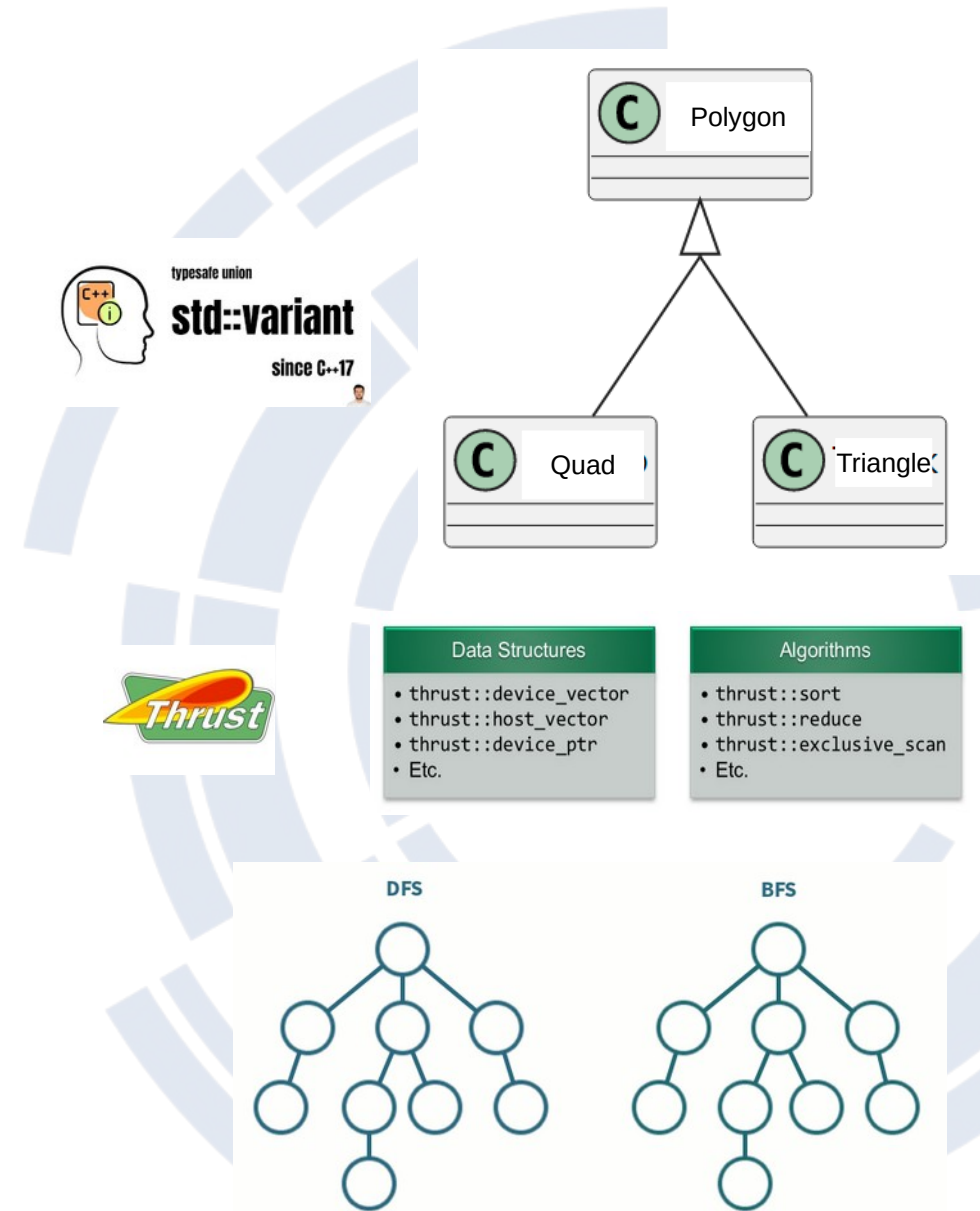 C
Polygon
typesafe union
C++
i
std::variant
since C++17
C
Quad
C
Triangle
Thrust
Data Structures
• thrust::device_vector
• thrust::host_vector
• thrust::device_ptr
• Etc.
Algorithms
• thrust::sort
• thrust::reduce
• thrust::exclusive_scan
• Etc.
DFS
BFS